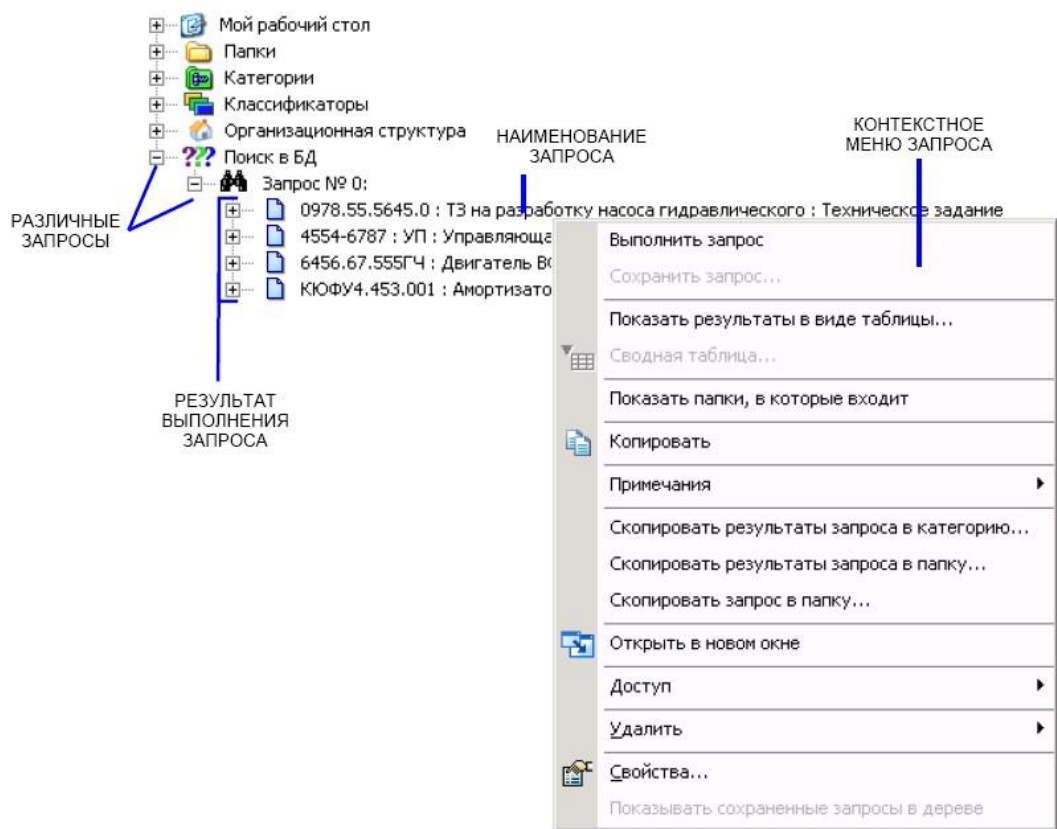 Мой рабочий стол
Папки
Категории
Классификаторы
Организационная структура
Поиск в БД
Запрос № 0:
0978.55.5645.0 : ТЗ на разработку насоса гидравлического : Техническое задание
4554-6787 : УП : Управляюща
6456.67.555ГЧ : Двигатель
КЮФУ4.453.001 : Амортизато
НАИМЕНОВАНИЕ
ЗАПРОСА
КОНТЕКСТНОЕ
МЕНЮ ЗАПРОСА
РАЗЛИЧНЫЕ
ЗАПРОСЫ
РЕЗУЛЬТАТ
ВЫПОЛНЕНИЯ
ЗАПРОСА
Выполнить запрос
Сохранить запрос...
Показать результаты в виде таблицы...
Сводная таблица...
Показать папки, в которые входит
Копировать
Примечания
Скопировать результаты запроса в категорию...
Скопировать результаты запроса в папку...
Скопировать запрос в папку...
Открыть в новом окне
Доступ
Удалить
Свойства...
Показывать сохраненные запросы в дереве